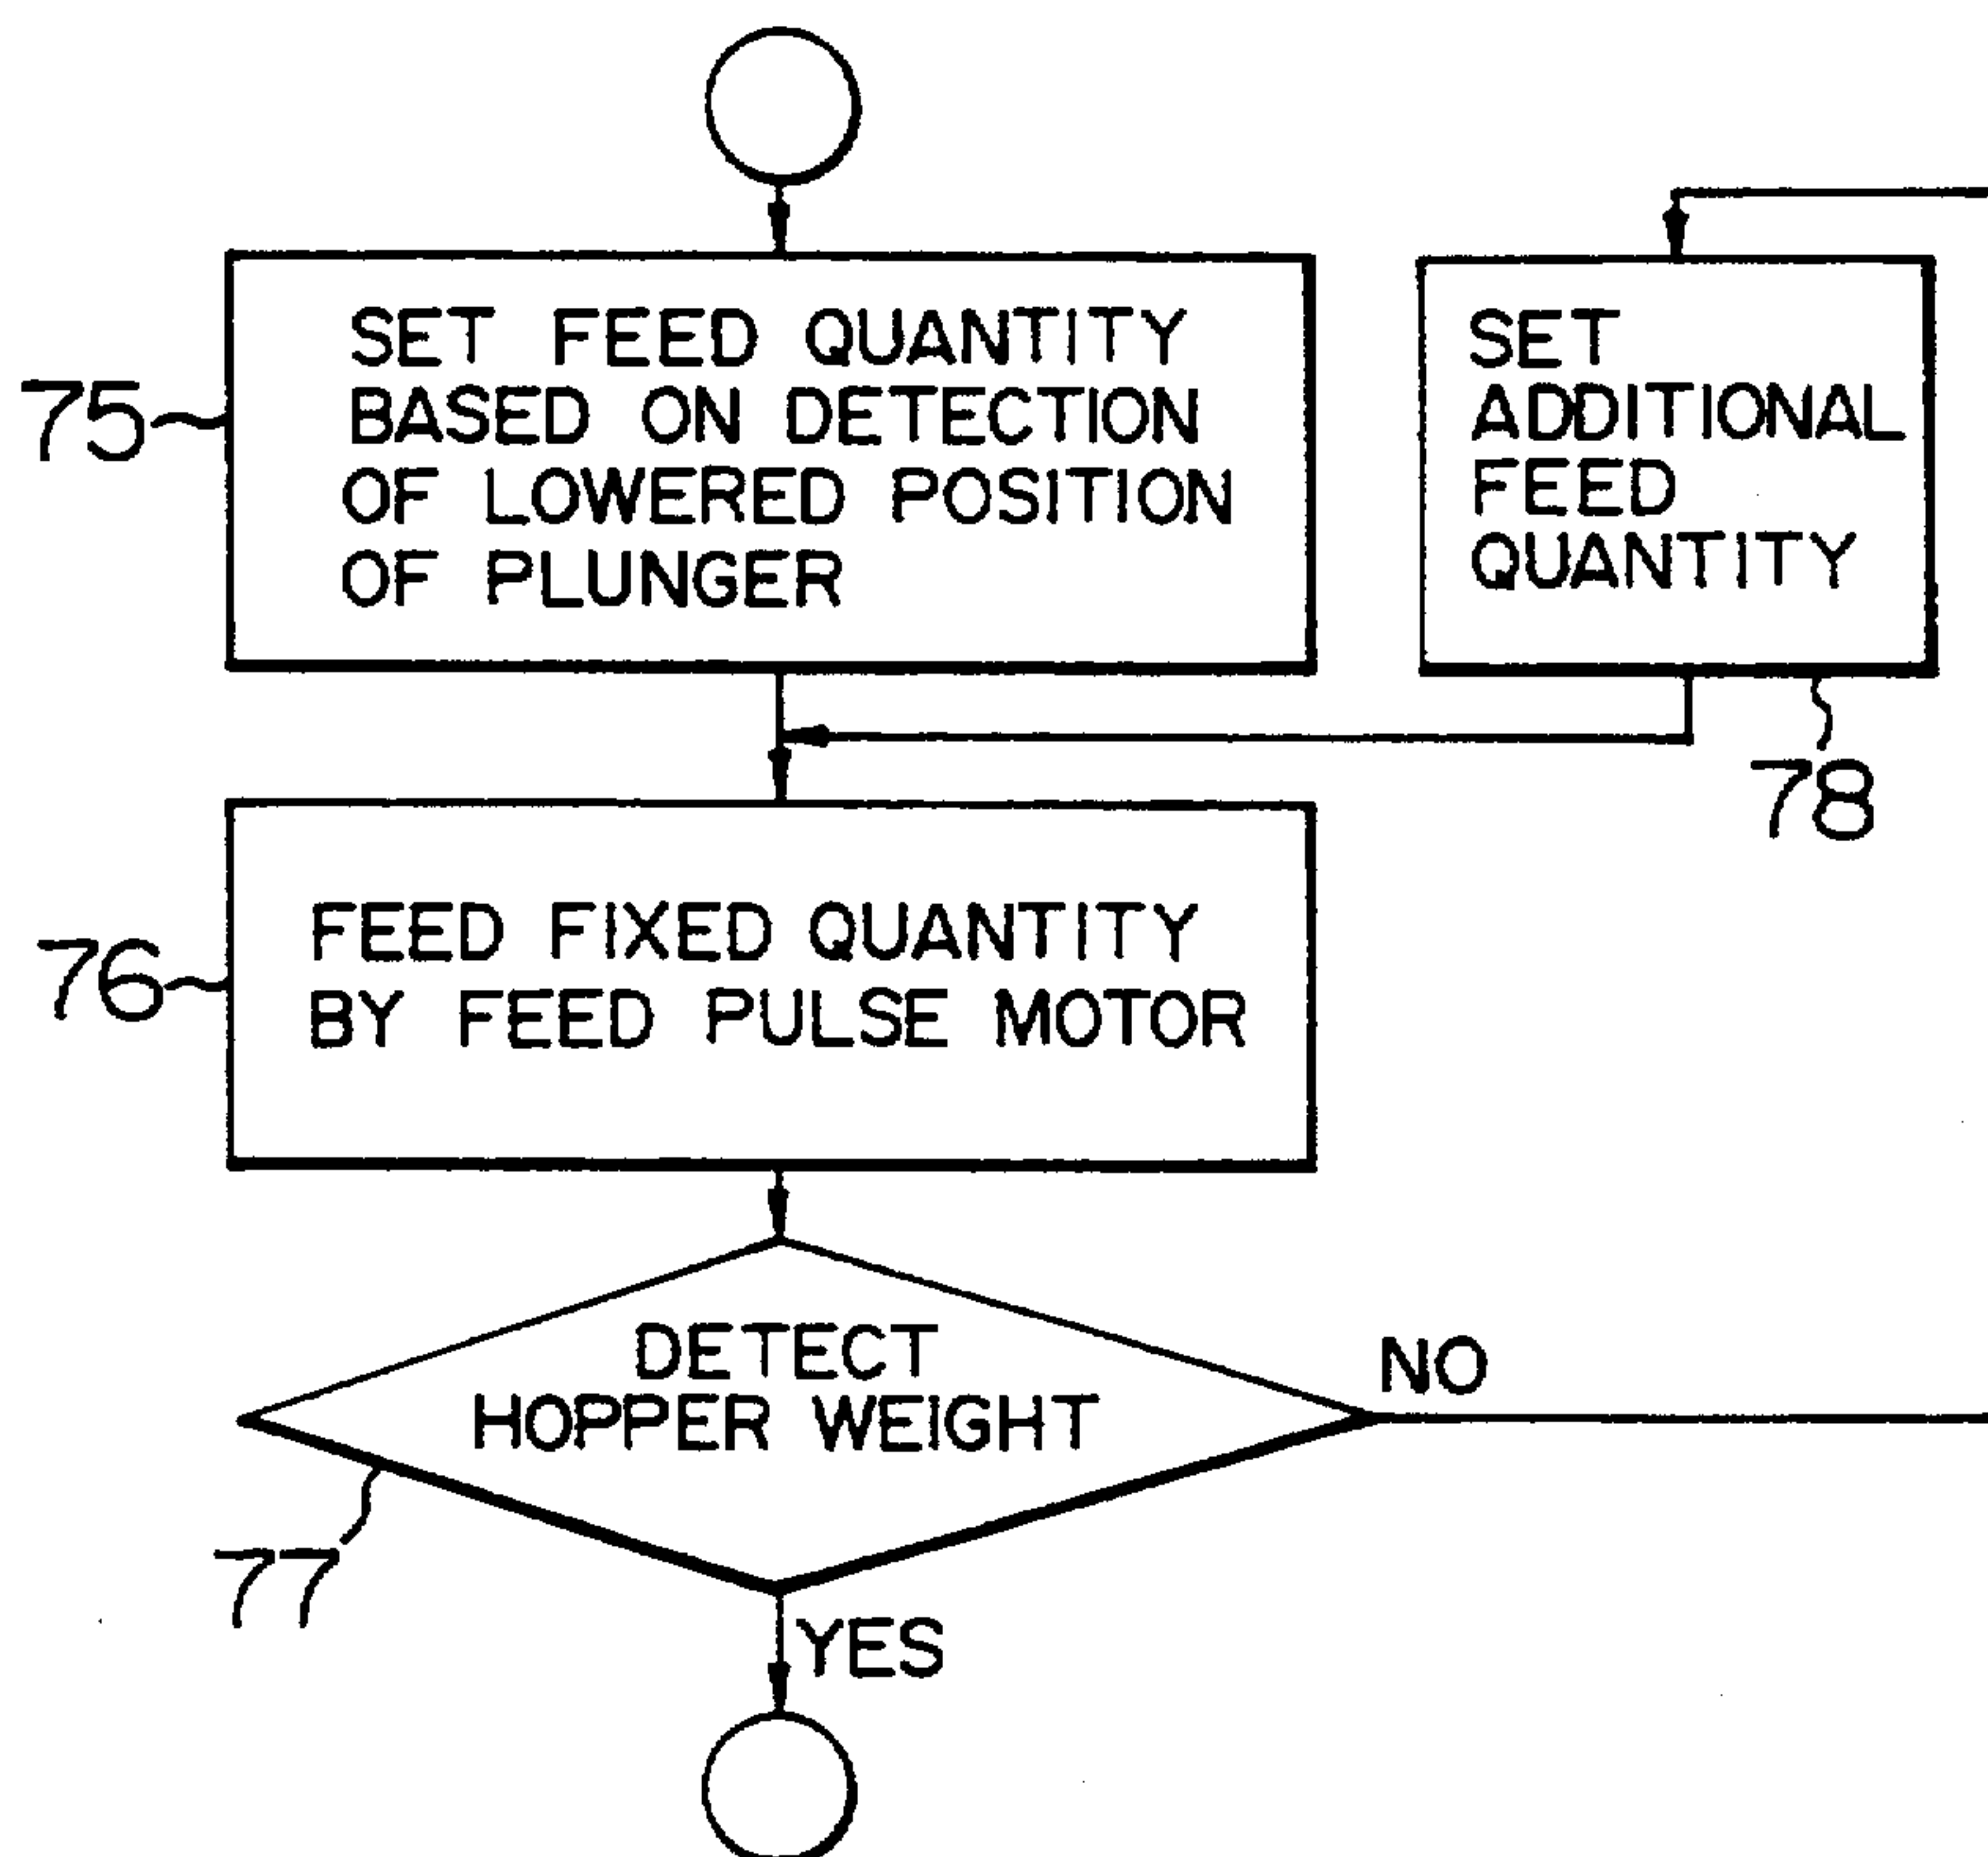 SET FEED QUANTITY
BASED ON DETECTION
OF LOWERED POSITION
OF PLUNGER
75
SET
ADDITIONAL
FEED
QUANTITY
78
FEED FIXED QUANTITY
BY FEED PULSE MOTOR
76
DETECT
HOPPER WEIGHT
NO
77
YES